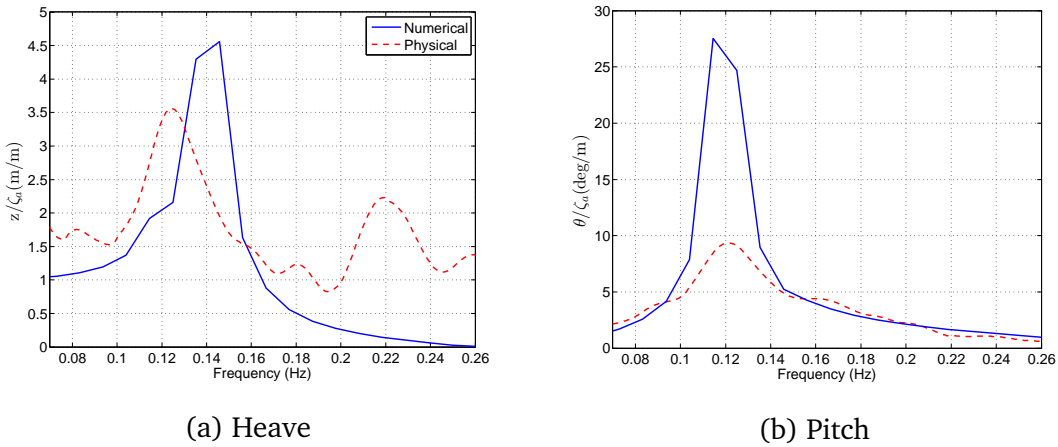 5
4.5
4
3.5
3
2.5
2
1.5
1
0.5
0
0.08 0.1 0.12 0.14 0.16 0.18 0.2 0.22 0.24 0.26
Frequency (Hz)
z/ζₐ(m/m)
Numerical
Physical
(a) Heave
30
25
20
15
10
5
0
0.08 0.1 0.12 0.14 0.16 0.18 0.2 0.22 0.24 0.26
Frequency (Hz)
θ/ζₐ(deg/m)
(b) Pitch